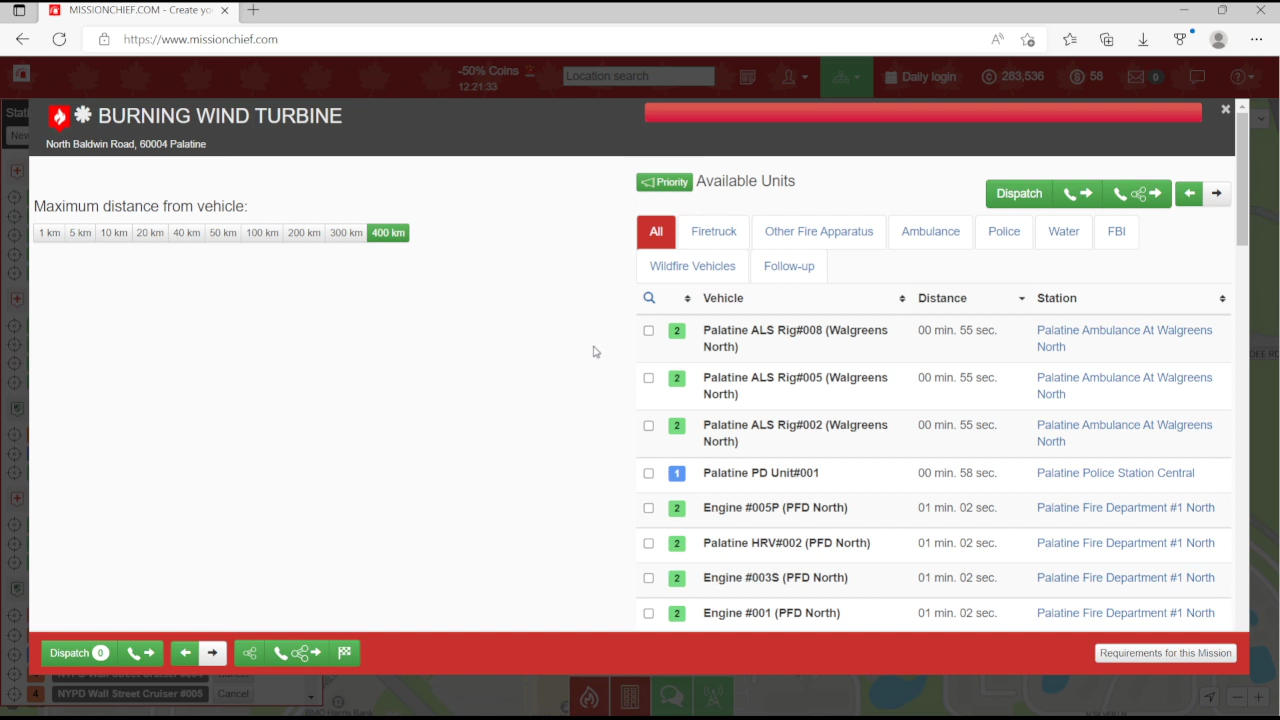 MISSIONCHIEF.COM - Create yo
https://www.missionchief.com
-50% Coins
12:21:33
Location search
Daily login
283,536
58
0
Stati
New
BURNING WIND TURBINE
North Baldwin Road, 60004 Palatine
Maximum distance from vehicle:
1 km 5 km 10 km 20 km 40 km 50 km 100 km 200 km 300 km 400 km
Priority Available Units
Dispatch
All Firetruck Other Fire Apparatus Ambulance Police Water FBI
Wildfire Vehicles Follow-up
Vehicle Distance Station
2 Palatine ALS Rig#008 (Walgreens North) 00 min. 55 sec. Palatine Ambulance At Walgreens North
2 Palatine ALS Rig#005 (Walgreens North) 00 min. 55 sec. Palatine Ambulance At Walgreens North
2 Palatine ALS Rig#002 (Walgreens North) 00 min. 55 sec. Palatine Ambulance At Walgreens North
1 Palatine PD Unit#001 00 min. 58 sec. Palatine Police Station Central
2 Engine #005P (PFD North) 01 min. 02 sec. Palatine Fire Department #1 North
2 Palatine HRV#002 (PFD North) 01 min. 02 sec. Palatine Fire Department #1 North
2 Engine #003S (PFD North) 01 min. 02 sec. Palatine Fire Department #1 North
2 Engine #001 (PFD North) 01 min. 02 sec. Palatine Fire Department #1 North
Dispatch 0
Requirements for this Mission
4 NYPD Wall Street Cruiser #005 Cancel
BMO Harris Bank